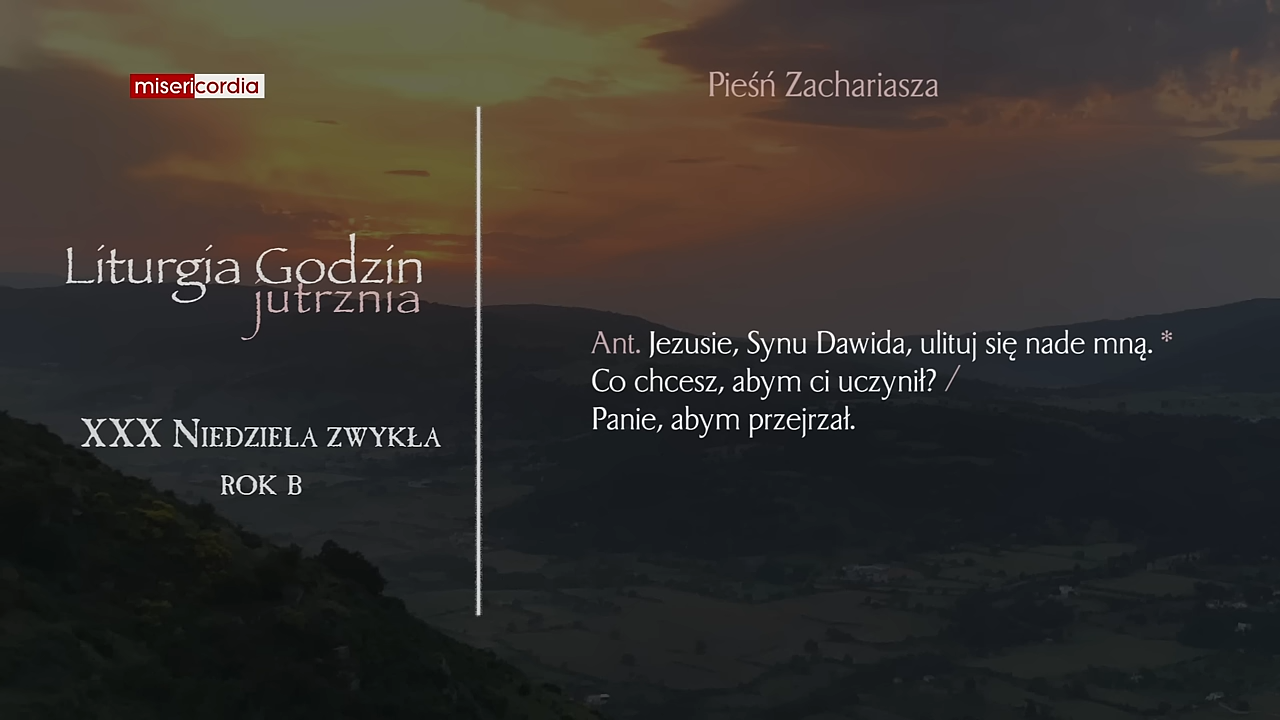 misericordia
Pieśń Zachariasza
Liturgia Godzin
jutrznia
XXX Niedziela zwykła
rok B
Ant. Jezusie, Synu Dawida, ulituj się nade mną. *
Co chcesz, abym ci uczynił? /
Panie, abym przejrzał.